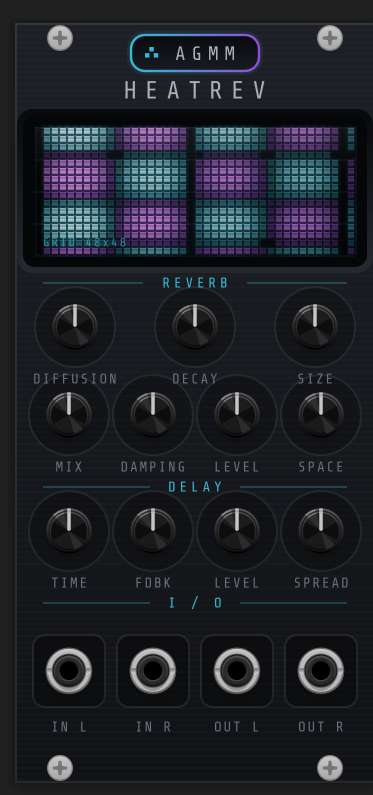 AGMM
HEATREV
GRID 48x48
REVERB
DIFFUSION DECAY SIZE
MIX DAMPING LEVEL SPACE
DELAY
TIME FDBK LEVEL SPREAD
I / O
IN L IN R OUT L OUT R